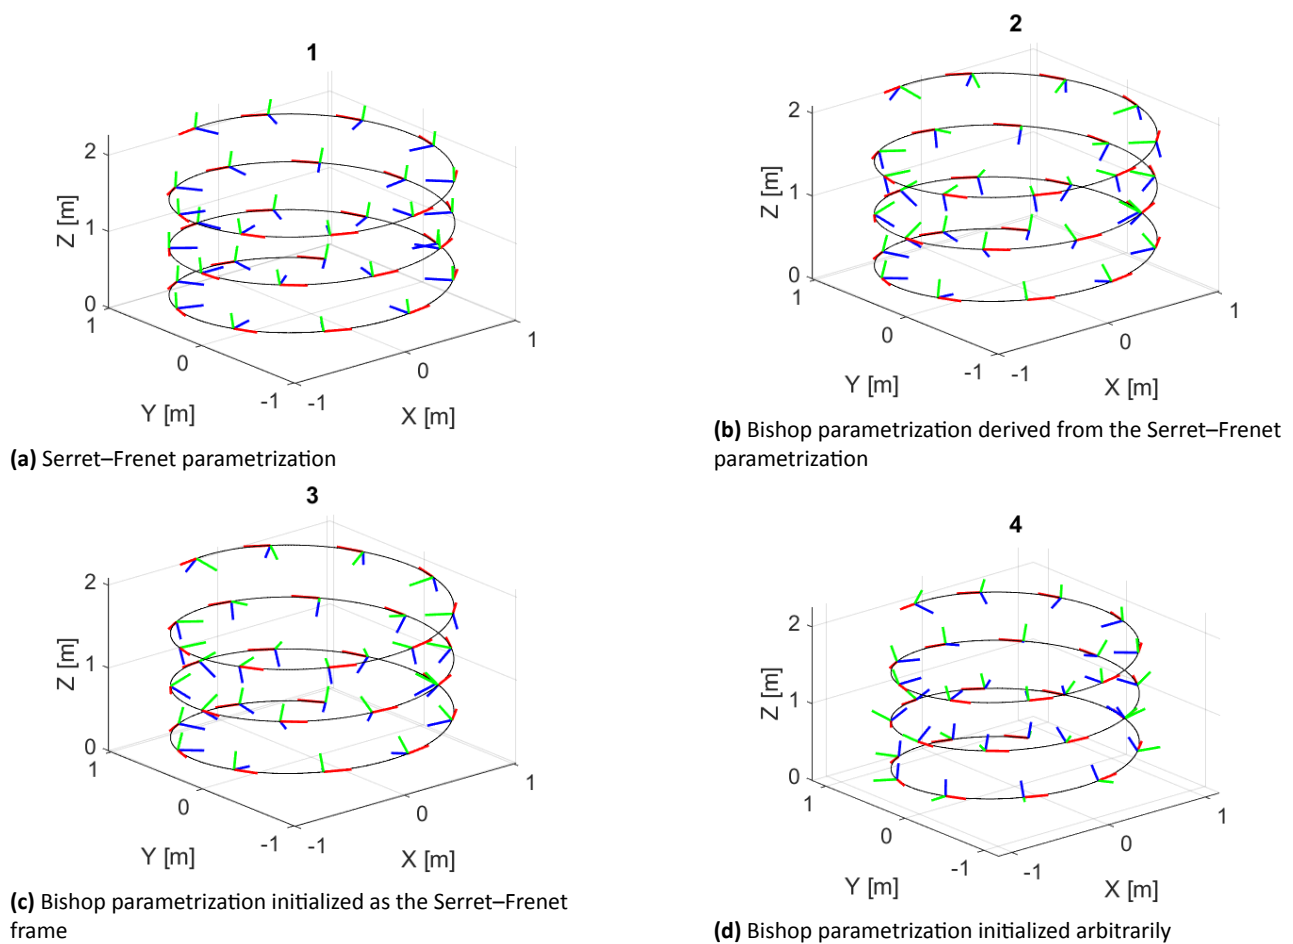 1
2
1
0
Z [m]
1
0
-1
Y [m]
-1
0
1
X [m]
(a) Serret–Frenet parametrization
2
2
1
0
Z [m]
1
0
-1
Y [m]
-1
0
1
X [m]
(b) Bishop parametrization derived from the Serret–Frenet
parametrization
3
2
1
0
Z [m]
1
0
-1
Y [m]
-1
0
1
X [m]
(c) Bishop parametrization initialized as the Serret–Frenet
frame
4
2
1
0
Z [m]
1
0
-1
Y [m]
-1
0
1
X [m]
(d) Bishop parametrization initialized arbitrarily